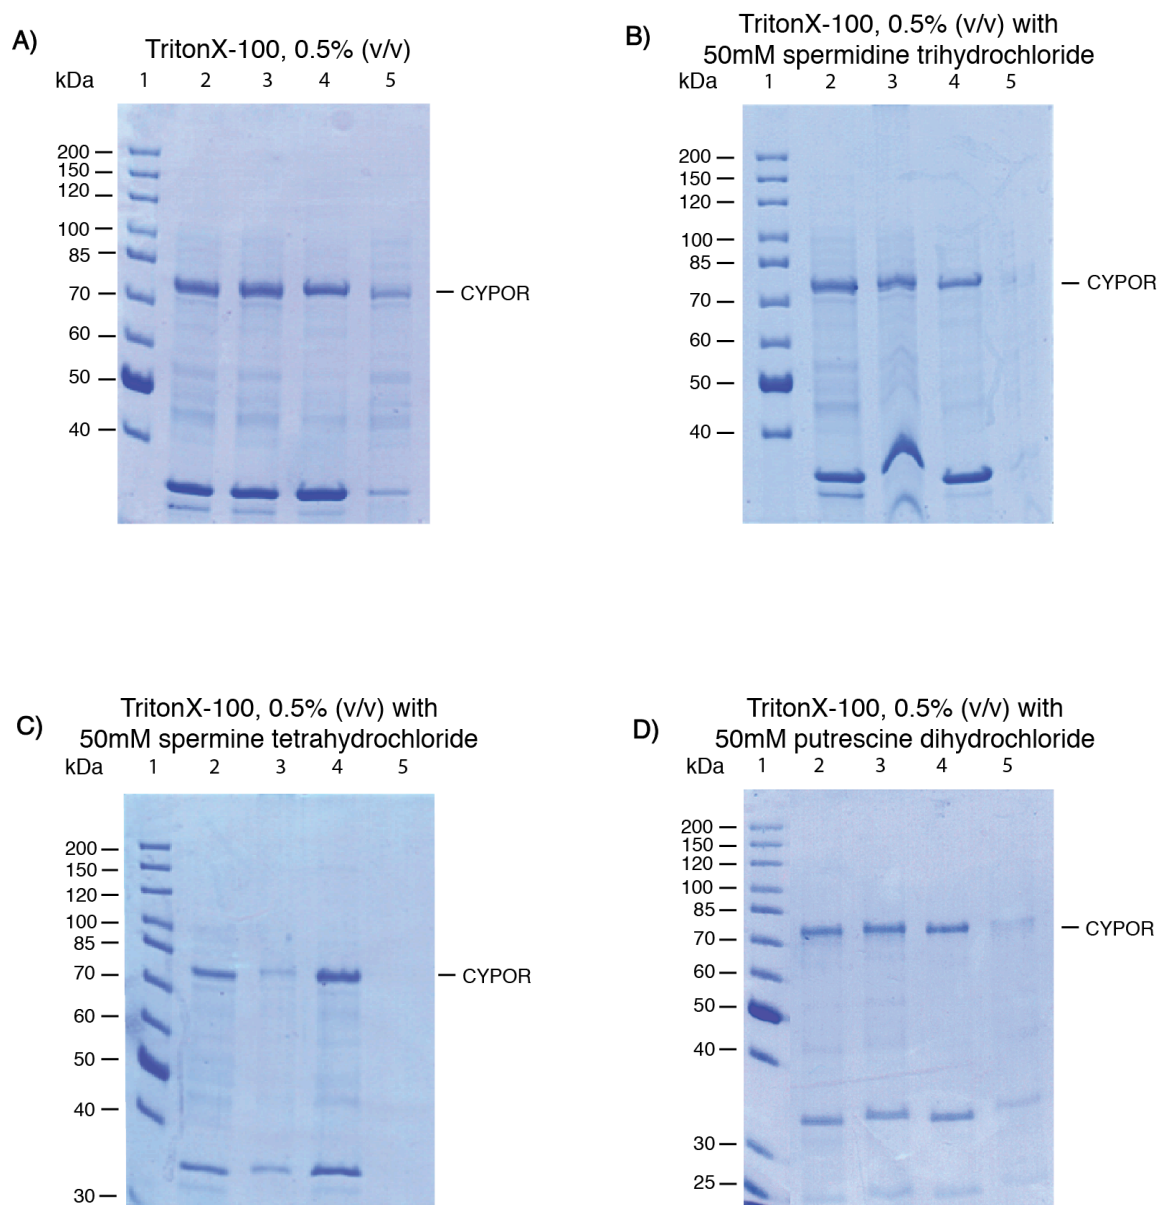 A)
TritonX-100, 0.5% (v/v)
kDa 1 2 3 4 5
200
150
120
100
85
70
60
50
40
CYPOR
B)
TritonX-100, 0.5% (v/v) with
50mM spermidine trihydrochloride
kDa 1 2 3 4 5
200
150
120
100
85
70
60
50
40
CYPOR
C)
TritonX-100, 0.5% (v/v) with
50mM spermine tetrahydrochloride
kDa 1 2 3 4 5
200
150
120
100
85
70
60
50
40
30
CYPOR
D)
TritonX-100, 0.5% (v/v) with
50mM putrescine dihydrochloride
kDa 1 2 3 4 5
200
150
120
100
85
70
60
50
40
30
25
CYPOR